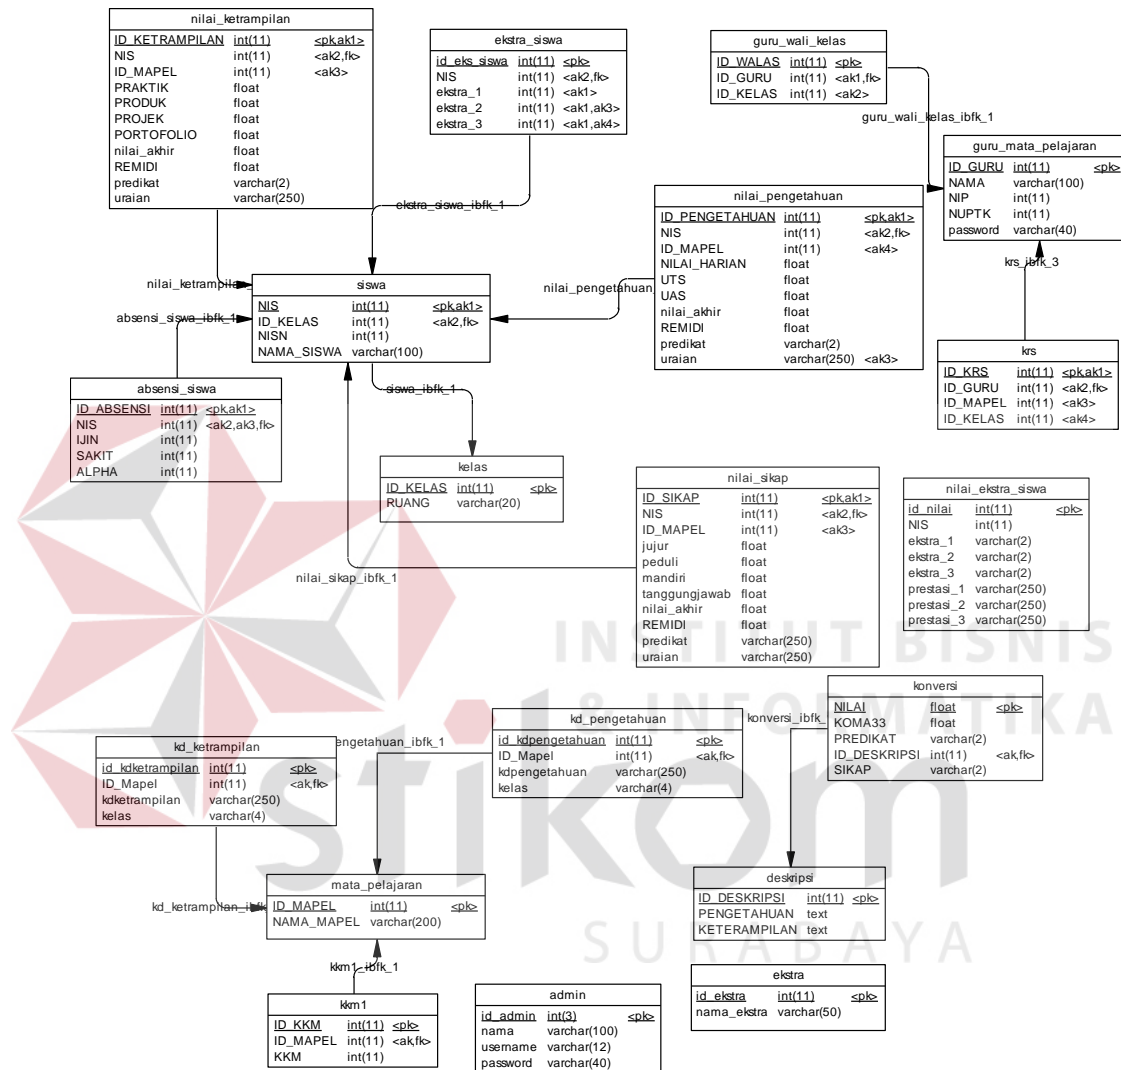 nilai_ketrampilan
ID_KETRAMPILAN int(11) <pk,ak1>
NIS int(11) <ak2,fk>
ID_MAPEL int(11) <ak3>
PRAKTIK float
PRODUK float
PROJEK float
PORTOFOLIO float
nilai_akhir float
REMIDI float
predikat varchar(2)
uraian varchar(250)
ekstra_siswa
id_eks_siswa int(11) <pk>
NIS int(11) <ak2,fk>
ekstra_1 int(11) <ak1>
ekstra_2 int(11) <ak1,ak3>
ekstra_3 int(11) <ak1,ak4>
guru_wali_kelas
ID_WALAS int(11) <pk>
ID_GURU int(11) <ak1,fk>
ID_KELAS int(11) <ak2>
guru_wali_kelas_ibfk_1
guru_mata_pelajaran
ID_GURU int(11) <pk>
NAMA varchar(100)
NIP int(11)
NUPTK int(11)
password varchar(40)
nilai_pengetahuan
ID_PENGETAHUAN int(11) <pk,ak1>
NIS int(11) <ak2,fk>
ID_MAPEL int(11) <ak4>
NILAI_HARIAN float
UTS float
UAS float
nilai_akhir float
REMIDI float
predikat varchar(2)
uraian varchar(250) <ak3>
ekstra_siswa_ibfk_1
krs_ibfk_3
nilai_ketrampilan_
nilai_pengetahuan_
siswa
NIS int(11) <pk,ak1>
ID_KELAS int(11) <ak2,fk>
NISN int(11)
NAMA_SISWA varchar(100)
absensi_siswa_ibfk_1
krs
ID_KRS int(11) <pk,ak1>
ID_GURU int(11) <ak2,fk>
ID_MAPEL int(11) <ak3>
ID_KELAS int(11) <ak4>
absensi_siswa
ID_ABSENSI int(11) <pk,ak1>
NIS int(11) <ak2,ak3,fk>
IJIN int(11)
SAKIT int(11)
ALPHA int(11)
siswa_ibfk_1
kelas
ID_KELAS int(11) <pk>
RUANG varchar(20)
nilai_sikap
ID_SIKAP int(11) <pk,ak1>
NIS int(11) <ak2,fk>
ID_MAPEL int(11) <ak3>
jujur float
peduli float
mandiri float
tanggungjawab float
nilai_akhir float
REMIDI float
predikat varchar(250)
uraian varchar(250)
nilai_ekstra_siswa
id_nilai int(11) <pk>
NIS int(11)
ekstra_1 varchar(2)
ekstra_2 varchar(2)
ekstra_3 varchar(2)
prestasi_1 varchar(250)
prestasi_2 varchar(250)
prestasi_3 varchar(250)
nilai_sikap_ibfk_1
INSTITUT BISNIS
& INFORMATIKA
konversi
NILAI float <pk>
KOMA33 float
PREDIKAT varchar(2)
ID_DESKRIPSI int(11) <ak,fk>
SIKAP varchar(2)
konversi_ibfk_
kd_pengetahuan
id_kdpengetahuan int(11) <pk>
ID_Mapel int(11) <ak,fk>
kdpengetahuan varchar(250)
kelas varchar(4)
engetahuan_ibfk_1
kd_ketrampilan
id_kdketrampilan int(11) <pk>
ID_Mapel int(11) <ak,fk>
kdketrampilan varchar(250)
kelas varchar(4)
stikom
SURABAYA
kd_ketrampilan_ibfk_
mata_pelajaran
ID_MAPEL int(11) <pk>
NAMA_MAPEL varchar(200)
deskripsi
ID_DESKRIPSI int(11) <pk>
PENGETAHUAN text
KETERAMPILAN text
kkm1_ibfk_1
kkm1
ID_KKM int(11) <pk>
ID_MAPEL int(11) <ak,fk>
KKM int(11)
admin
id_admin int(3) <pk>
nama varchar(100)
username varchar(12)
password varchar(40)
ekstra
id_ekstra int(11) <pk>
nama_ekstra varchar(50)